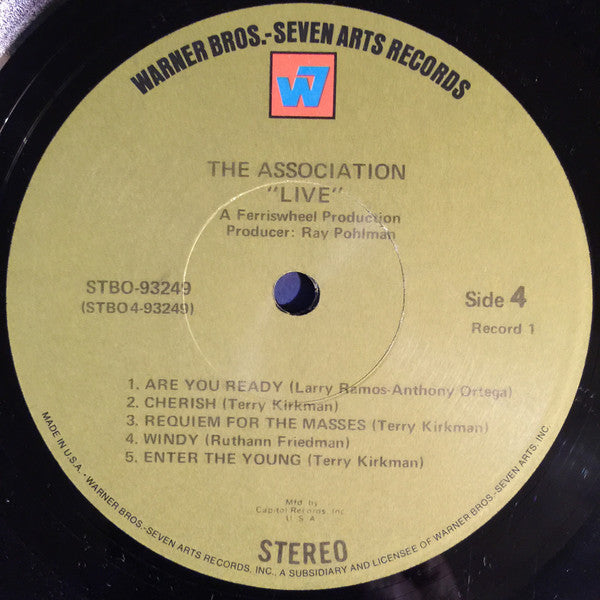 WARNER BROS.-SEVEN ARTS RECORDS
W7
THE ASSOCIATION
"LIVE"
A Ferriswheel Production
Producer: Ray Pohlman
STBO-93249
(STBO4-93249)
Side 4
Record 1
1. ARE YOU READY (Larry Ramos-Anthony Ortega)
2. CHERISH (Terry Kirkman)
3. REQUIEM FOR THE MASSES (Terry Kirkman)
4. WINDY (Ruthann Friedman)
5. ENTER THE YOUNG (Terry Kirkman)
Mfd. by
Capitol Records, Inc.
U.S.A.
STEREO
MADE IN U.S.A. • WARNER BROS.-SEVEN ARTS RECORDS, INC., A SUBSIDIARY AND LICENSEE OF WARNER BROS.-SEVEN ARTS, INC.